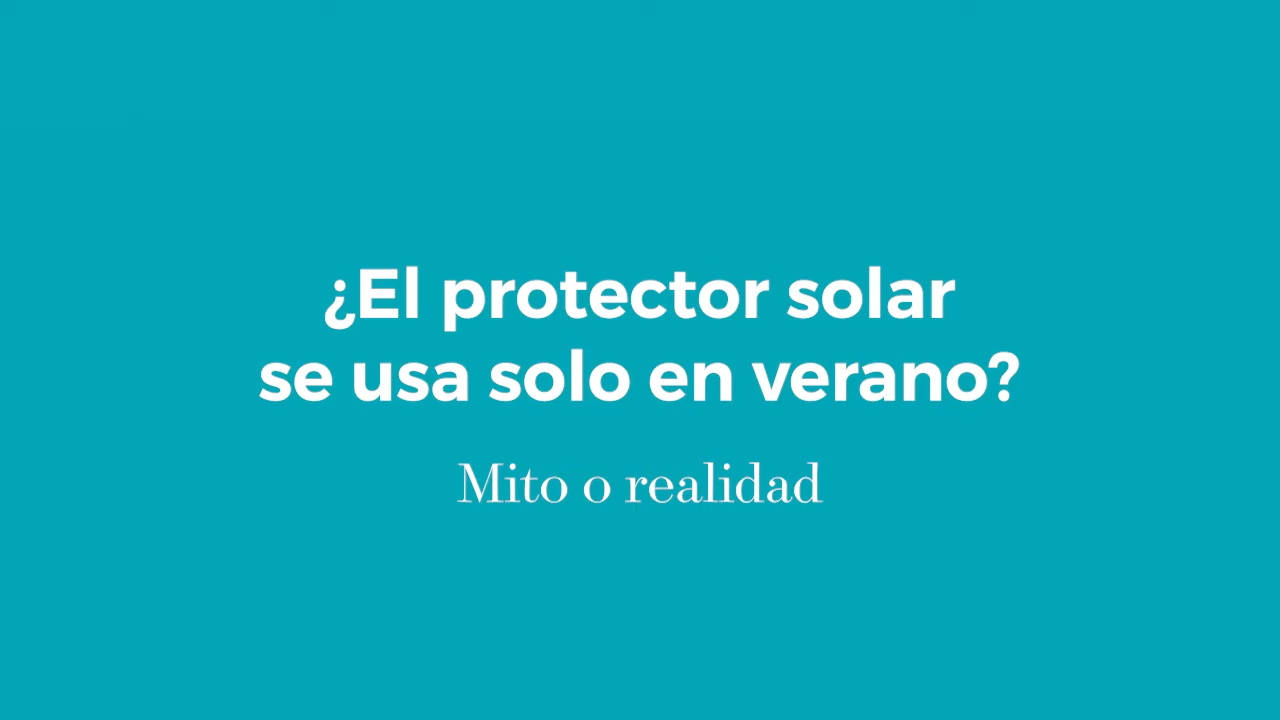 ¿El protector solar
se usa solo en verano?
Mito o realidad